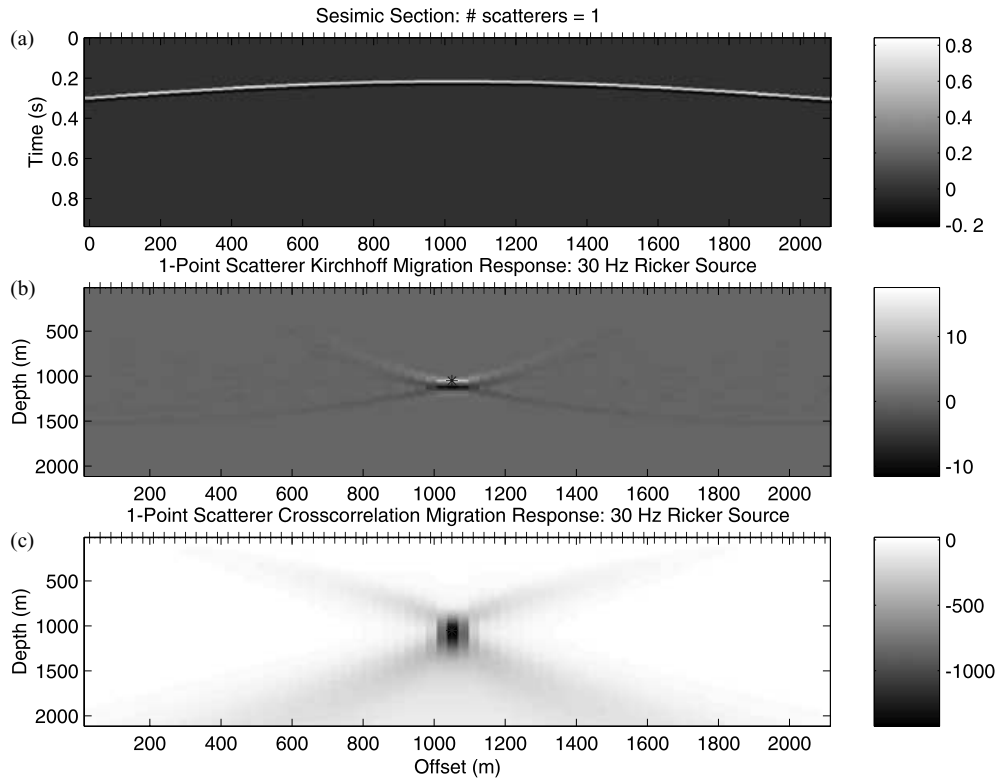 Sesimic Section: # scatterers = 1
(a)
0
0.2
0.4
0.6
0.8
Time (s)
0 200 400 600 800 1000 1200 1400 1600 1800 2000
0.8
0.6
0.4
0.2
0
-0. 2
1-Point Scatterer Kirchhoff Migration Response: 30 Hz Ricker Source
(b)
500
1000
1500
2000
Depth (m)
*
200 400 600 800 1000 1200 1400 1600 1800 2000
10
0
-10
1-Point Scatterer Crosscorrelation Migration Response: 30 Hz Ricker Source
(c)
500
1000
1500
2000
Depth (m)
200 400 600 800 1000 1200 1400 1600 1800 2000
Offset (m)
0
-500
-1000